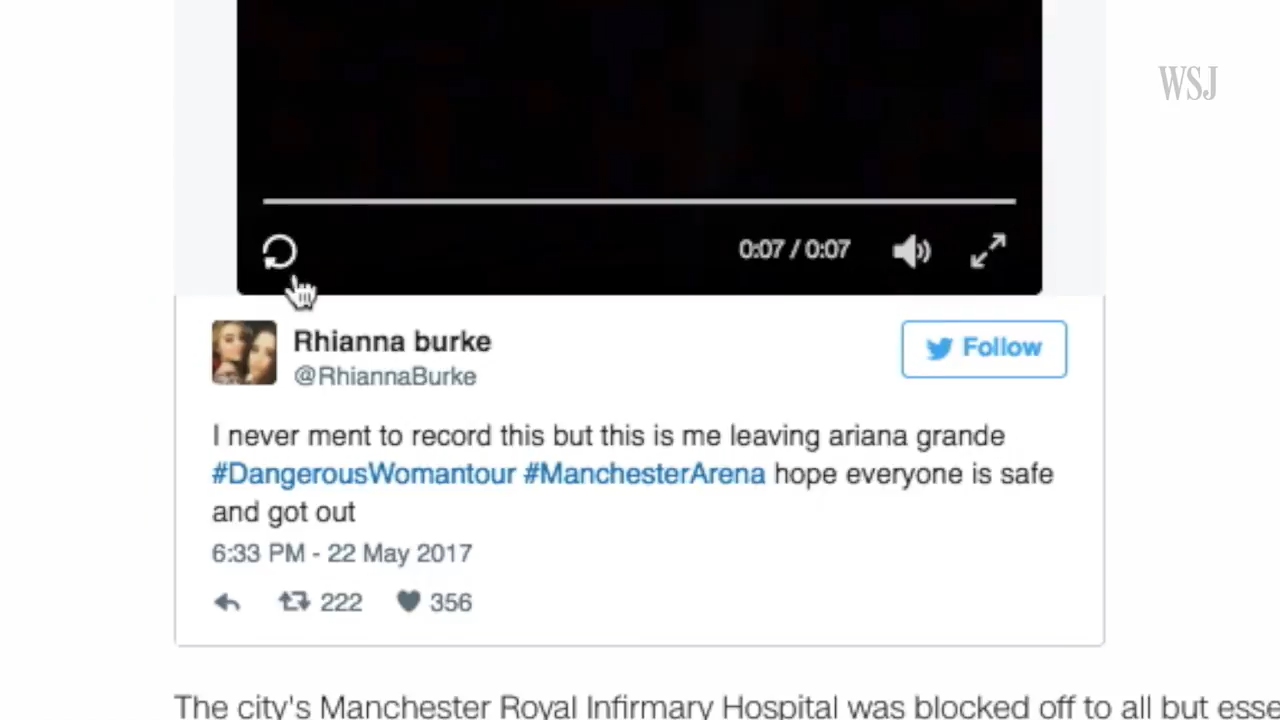 WSJ
0:07 / 0:07
Rhianna burke
@RhiannaBurke
Follow
I never ment to record this but this is me leaving ariana grande
#DangerousWomantour #ManchesterArena hope everyone is safe
and got out
6:33 PM - 22 May 2017
222 356
The city's Manchester Royal Infirmary Hospital was blocked off to all but